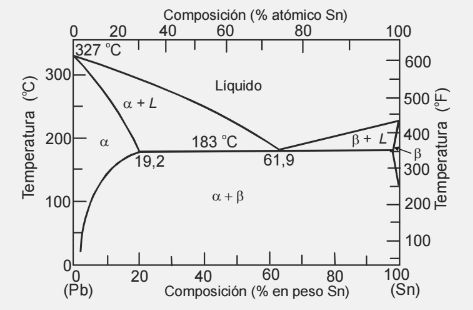 Composición (% atómico Sn)
0 20 30 40 60 80 100
327 °C
Temperatura (°C)
300
200
100
0
α + L
Líquido
α
183 °C
19,2
61,9
β + L
β
α + β
600
500
400
300
200
100
Temperatura (°F)
0 20 40 60 80 100
(Pb) Composición (% en peso Sn) (Sn)